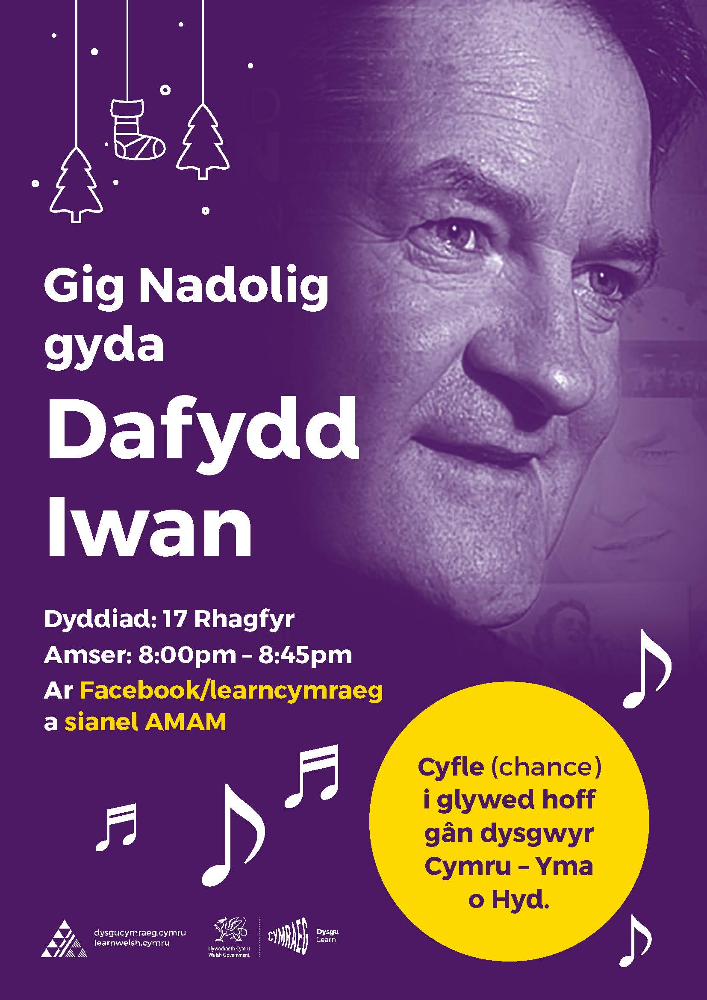 Gig Nadolig
gyda
Dafydd
Iwan
Dyddiad: 17 Rhagfyr
Amser: 8:00pm – 8:45pm
Ar Facebook/learncymraeg
a sianel AMAM
Cyfle (chance)
i glywed hoff
gân dysgwyr
Cymru – Yma
o Hyd.
dysgucymraeg.cymru
learnwelsh.cymru
Llywodraeth Cymru
Welsh Government
CYMRAEG
Dysgu
Learn